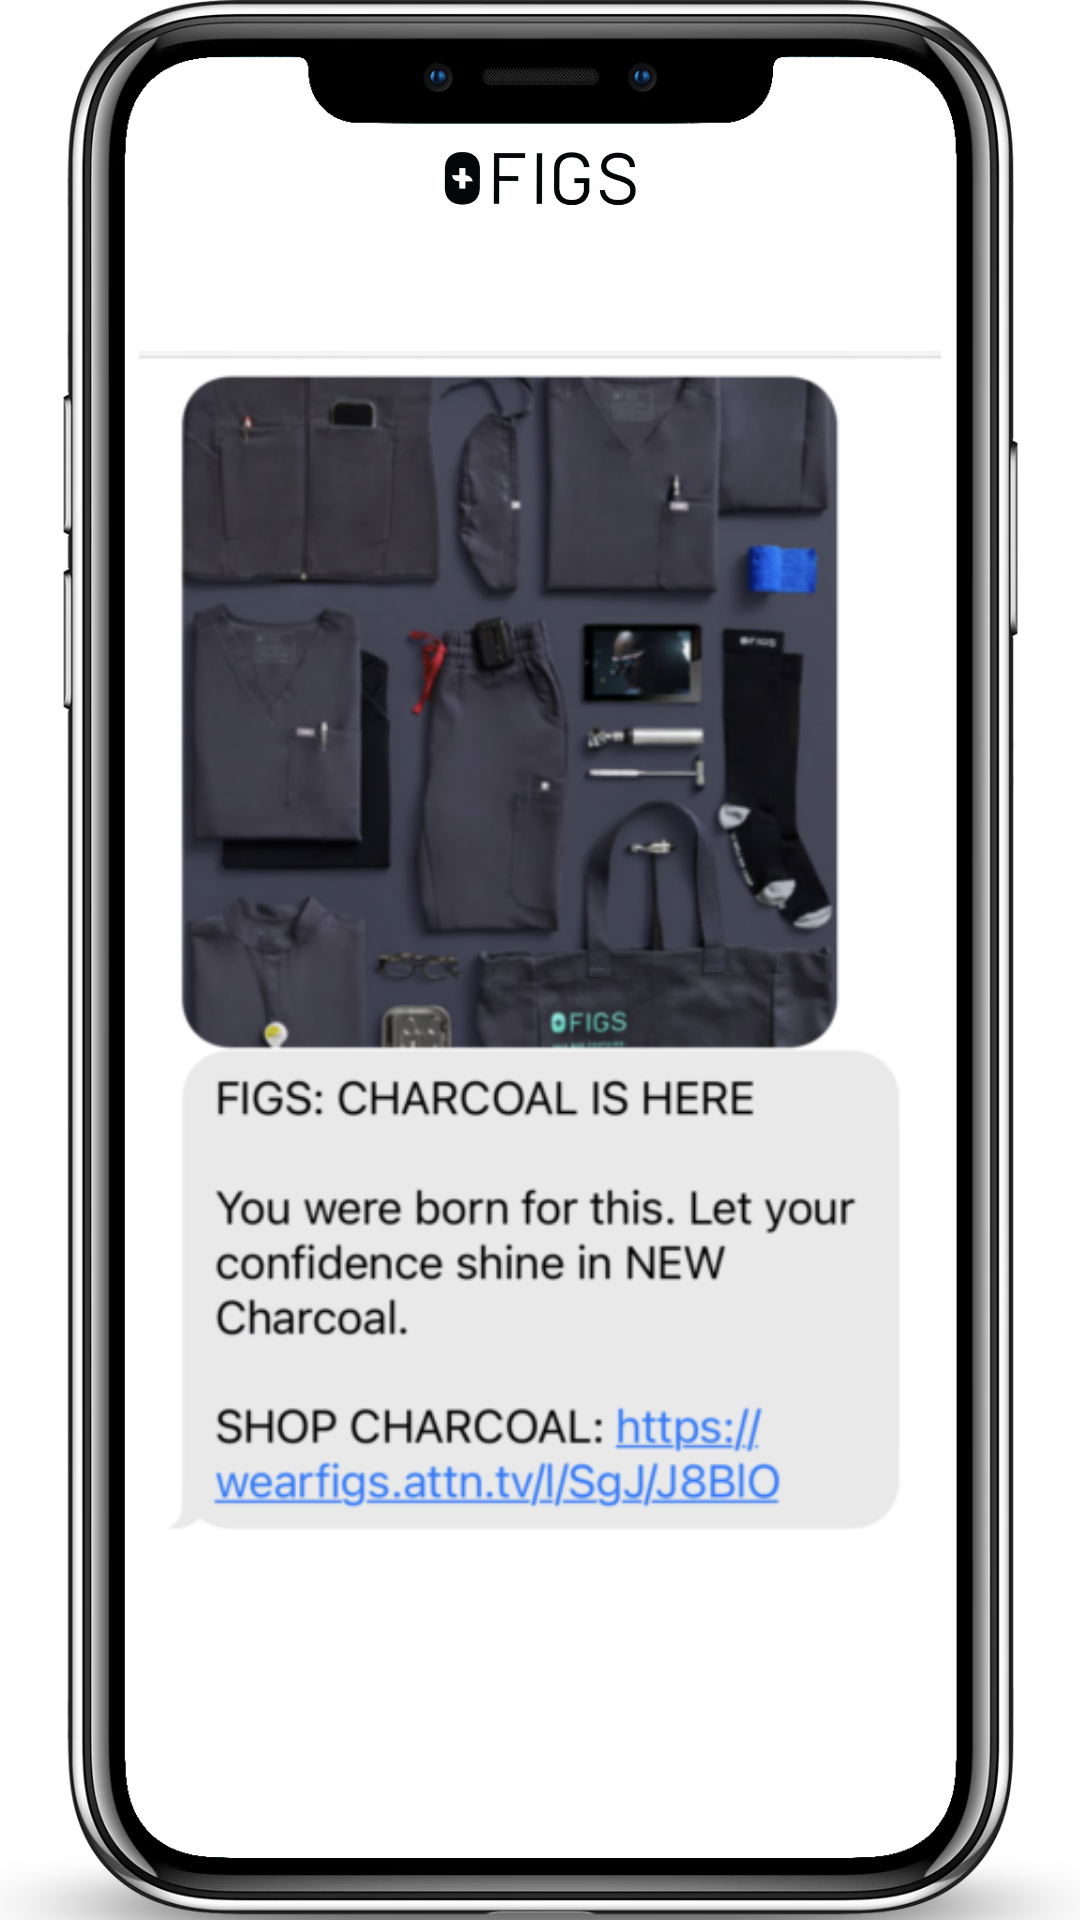 FIGS
FIGS
FIGS
FIGS: CHARCOAL IS HERE
You were born for this. Let your
confidence shine in NEW
Charcoal.
SHOP CHARCOAL: https://
wearfigs.attn.tv/l/SgJ/J8BlO